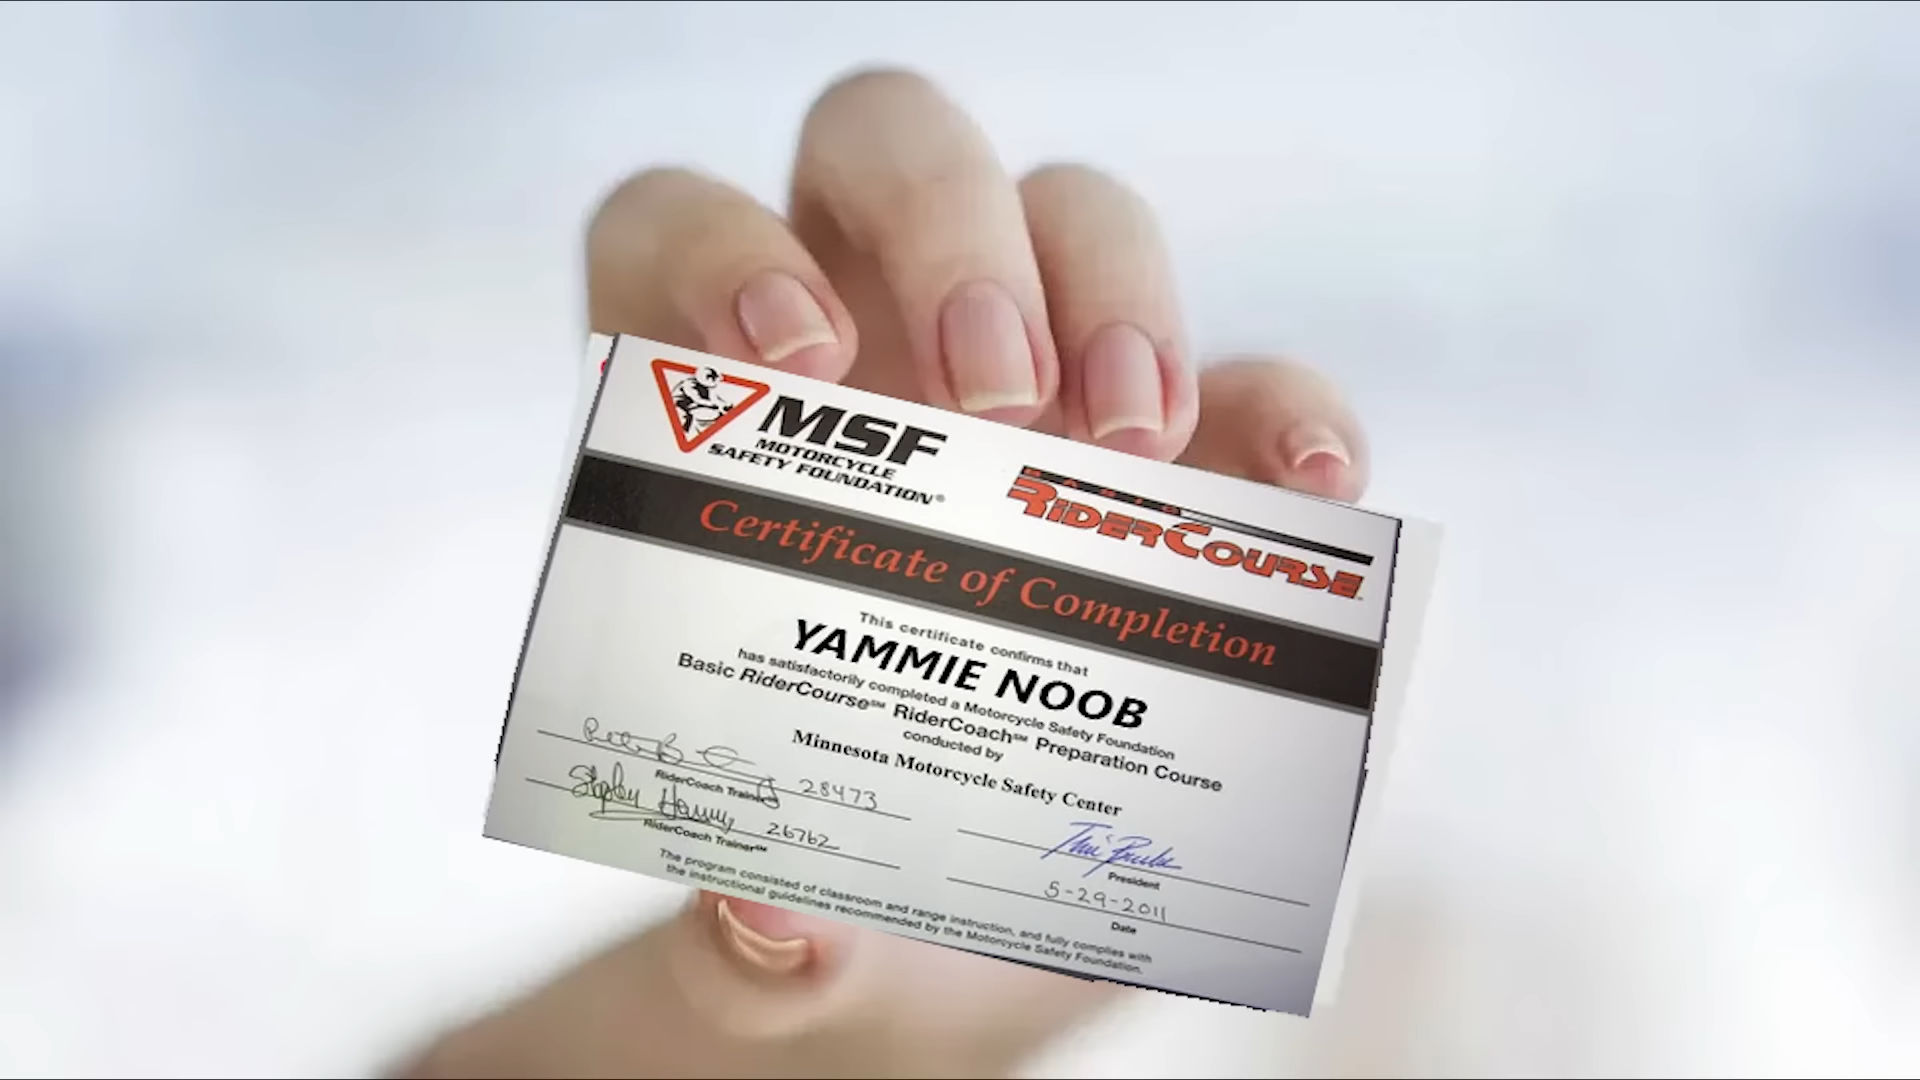 MSF
MOTORCYCLE
SAFETY FOUNDATION®
BASIC
RIDERCOURSE
Certificate of Completion
This certificate confirms that
YAMMIE NOOB
has satisfactorily completed a Motorcycle Safety Foundation
Basic RiderCourse℠ RiderCoach℠ Preparation Course
conducted by
Minnesota Motorcycle Safety Center
28473
RiderCoach Trainer℠
26762
RiderCoach Trainer℠
President
5-29-2011
Date
The program consisted of classroom and range instruction, and fully complies with
the instructional guidelines recommended by the Motorcycle Safety Foundation.